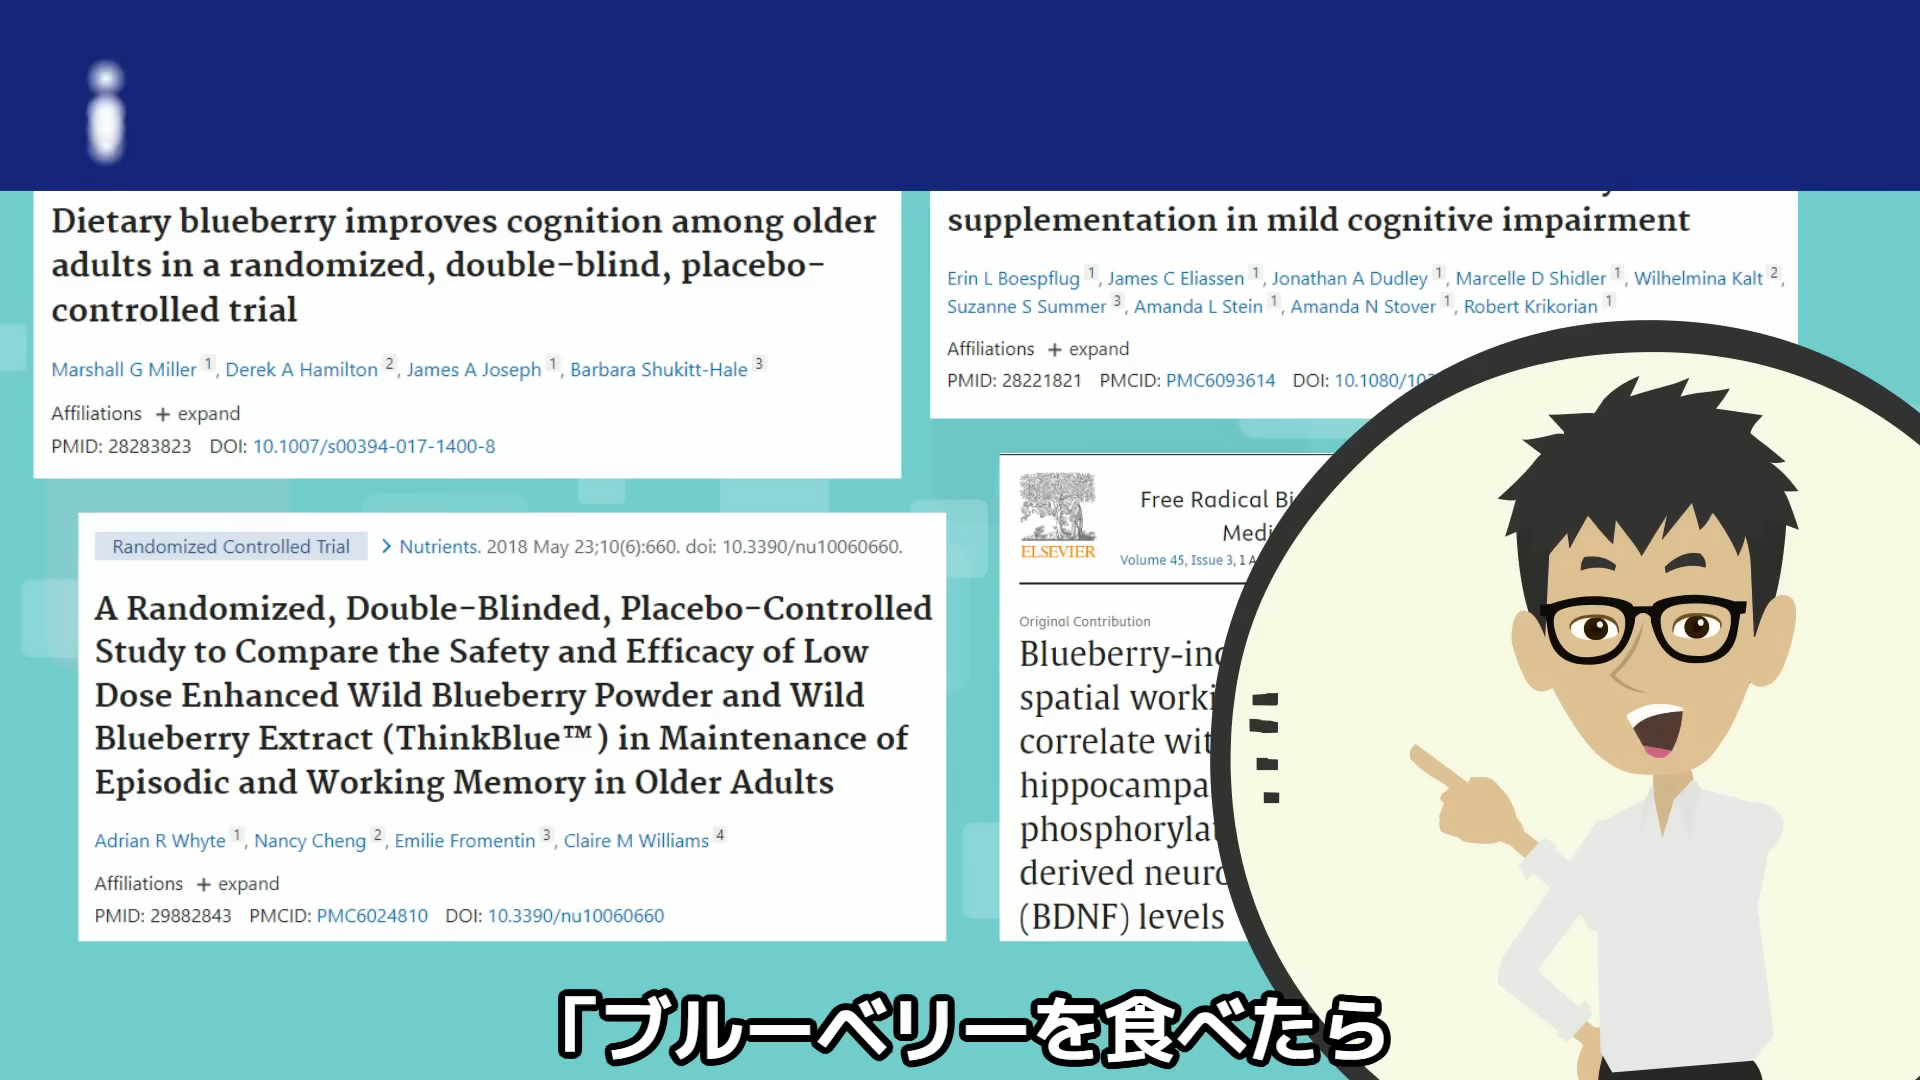 Dietary blueberry improves cognition among older
adults in a randomized, double-blind, placebo-
controlled trial
Marshall G Miller 1, Derek A Hamilton 2, James A Joseph 1, Barbara Shukitt-Hale 3
Affiliations + expand
PMID: 28283823 DOI: 10.1007/s00394-017-1400-8
supplementation in mild cognitive impairment
Erin L Boespflug 1, James C Eliassen 1, Jonathan A Dudley 1, Marcelle D Shidler 1, Wilhelmina Kalt 2,
Suzanne S Summer 3, Amanda L Stein 1, Amanda N Stover 1, Robert Krikorian 1
Affiliations + expand
PMID: 28221821 PMCID: PMC6093614 DOI: 10.1080/10
Randomized Controlled Trial > Nutrients. 2018 May 23;10(6):660. doi: 10.3390/nu10060660.
A Randomized, Double-Blinded, Placebo-Controlled
Study to Compare the Safety and Efficacy of Low
Dose Enhanced Wild Blueberry Powder and Wild
Blueberry Extract (ThinkBlue™) in Maintenance of
Episodic and Working Memory in Older Adults
Adrian R Whyte 1, Nancy Cheng 2, Emilie Fromentin 3, Claire M Williams 4
Affiliations + expand
PMID: 29882843 PMCID: PMC6024810 DOI: 10.3390/nu10060660
ELSEVIER
Free Radical
Volume 45, Issue 3, 1
Original Contribution
Blueberry-
spatial
correlate
(BDNF) levels
derived
「ブルーベリーを食べたら